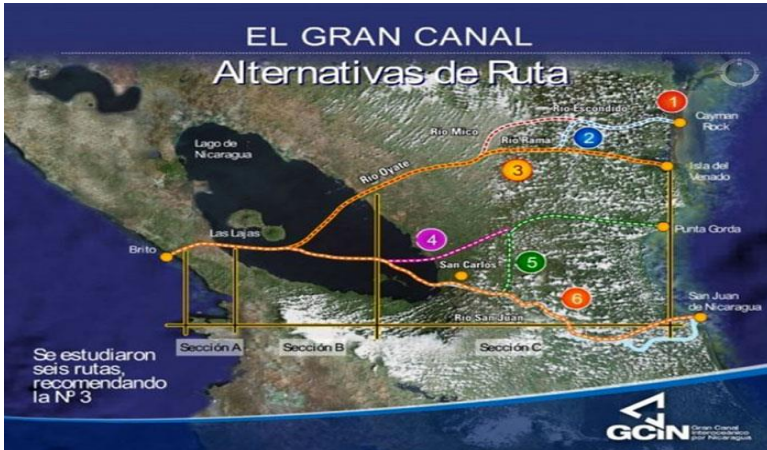 EL GRAN CANAL
Alternativas de Ruta
1
Río Escondido
Cayman
Rock
Río Mico
2
Río Rama
Lago de
Nicaragua
3
Isla del
Venado
Río Oyate
Las Lajas
4
Punta Gorda
Brito
5
San Carlos
6
San Juan
de Nicaragua
Río San Juan
Sección A
Sección B
Sección C
Se estudiaron
seis rutas,
recomendando
la Nº 3
GCIN
Gran Canal
Interoceánico
por Nicaragua